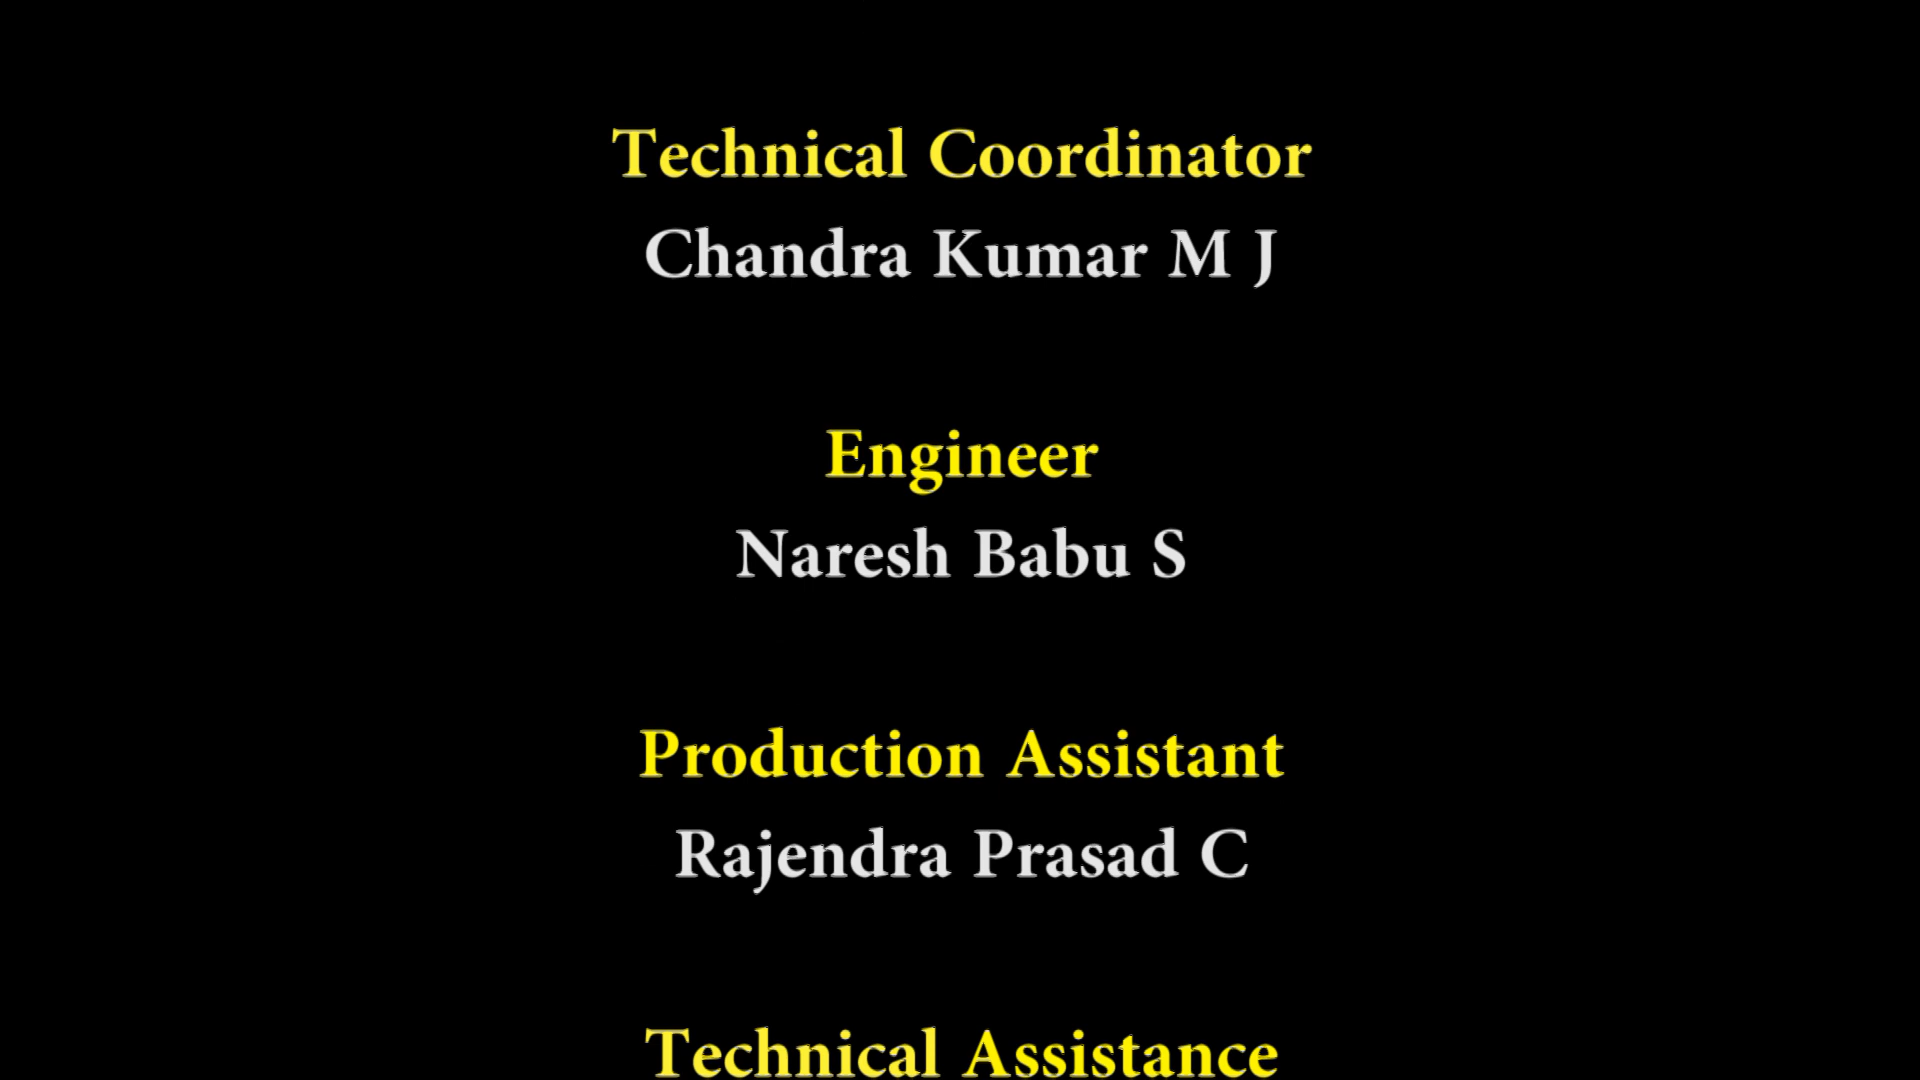 Technical Coordinator
Chandra Kumar M J
Engineer
Naresh Babu S
Production Assistant
Rajendra Prasad C
Technical Assistance